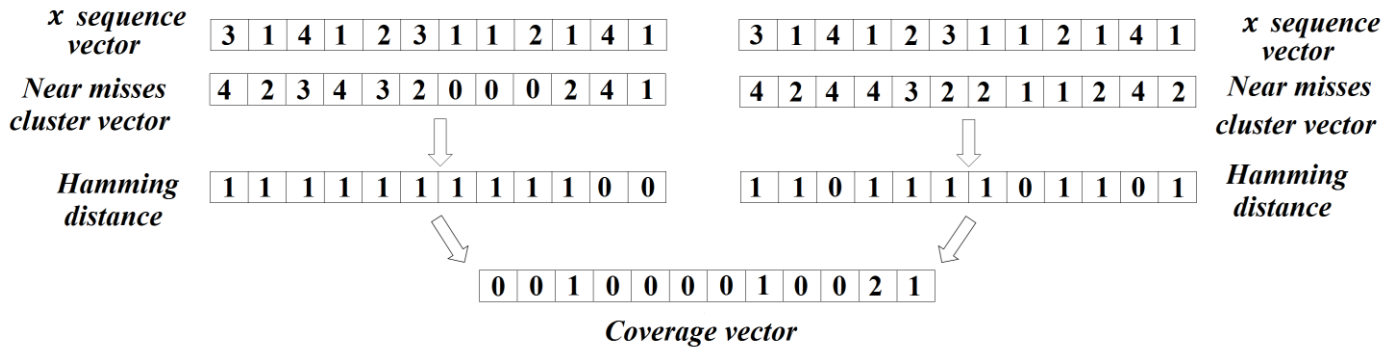 x sequence
vector
3 1 4 1 2 3 1 1 2 1 4 1
3 1 4 1 2 3 1 1 2 1 4 1
x sequence
vector
Near misses
cluster vector
4 2 3 4 3 2 0 0 0 2 4 1
4 2 4 4 3 2 2 1 1 2 4 2
Near misses
cluster vector
Hamming
distance
1 1 1 1 1 1 1 1 1 1 0 0
1 1 0 1 1 1 1 0 1 1 0 1
Hamming
distance
0 0 1 0 0 0 0 1 0 0 2 1
Coverage vector